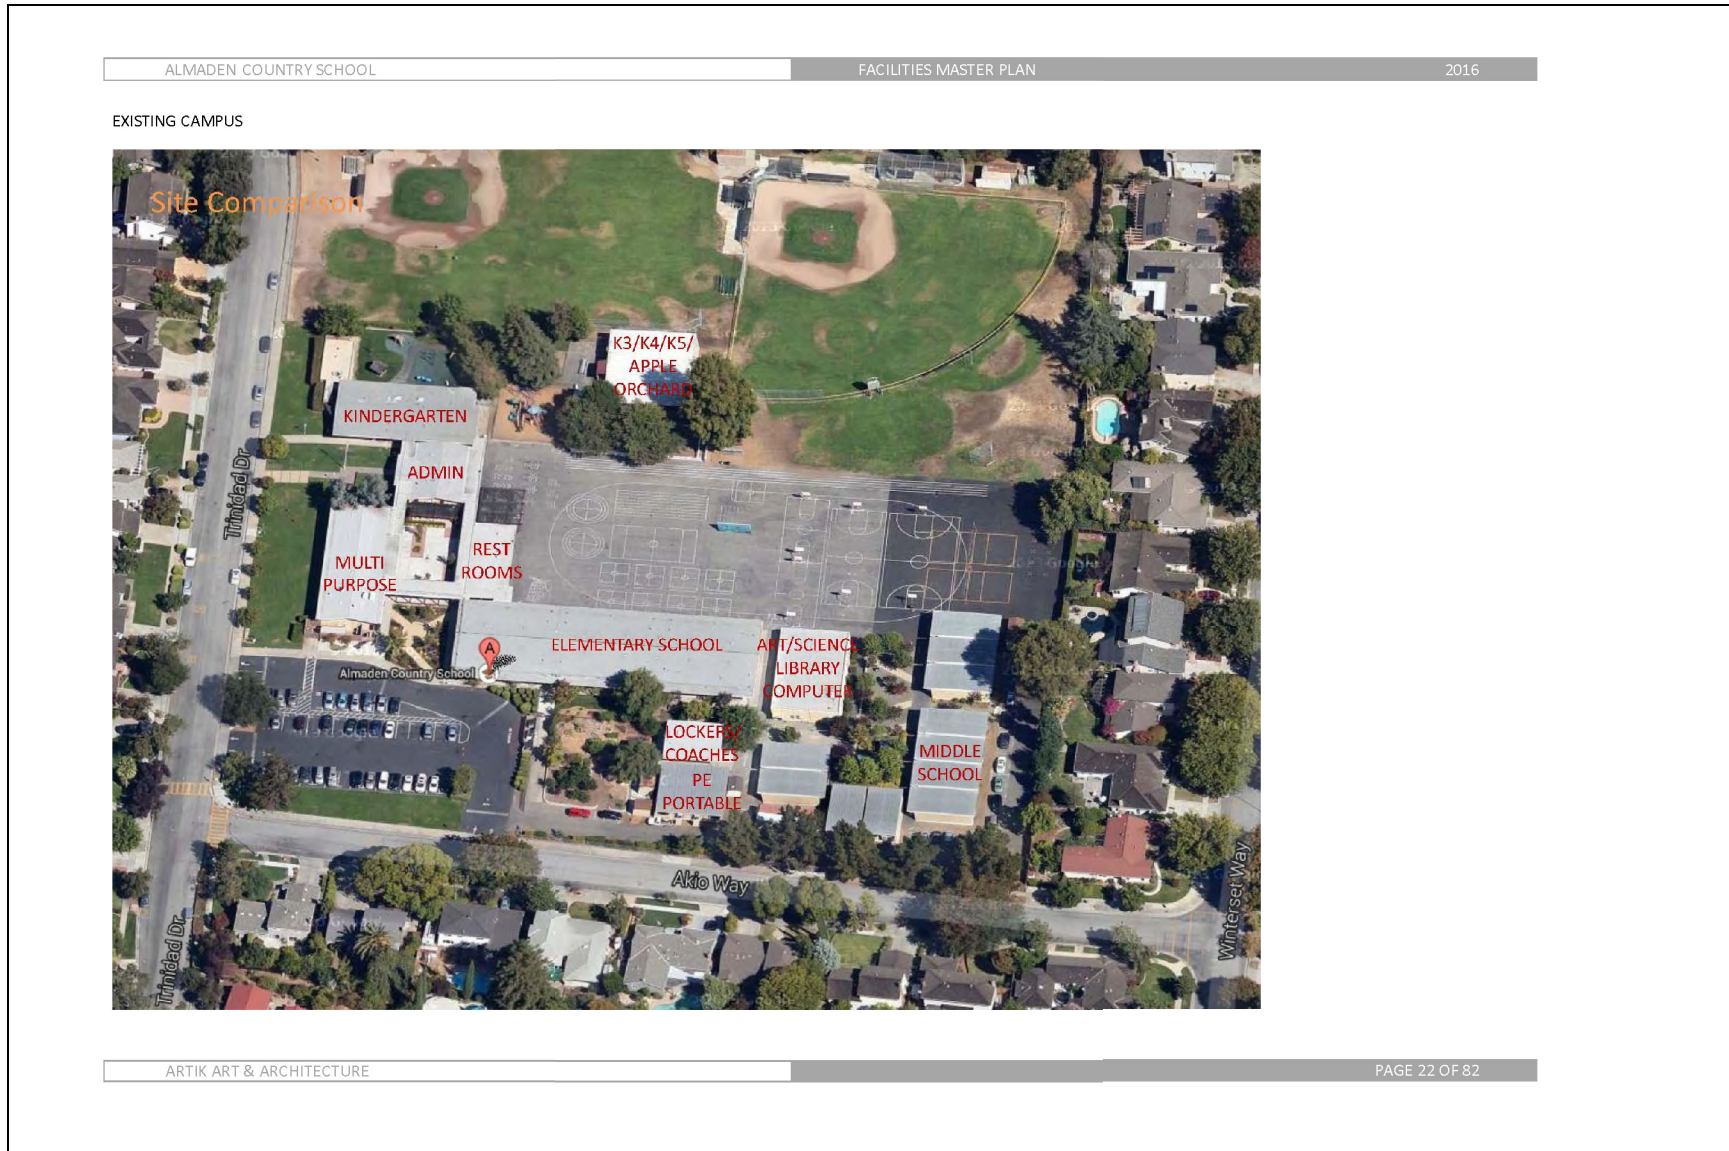 ALMADEN COUNTRY SCHOOL
FACILITIES MASTER PLAN
2016
EXISTING CAMPUS
Site Comparison
K3/K4/K5/
APPLE
ORCHARD
KINDERGARTEN
ADMIN
Trinidad Dr
MULTI
PURPOSE
REST
ROOMS
ELEMENTARY SCHOOL
ART/SCIENCE
LIBRARY
COMPUTER
A
Almaden Country School
LOCKERS/
COACHES
PE
PORTABLE
MIDDLE
SCHOOL
Akio Way
Winterset Way
Trinidad Dr
ARTIK ART & ARCHITECTURE
PAGE 22 OF 82